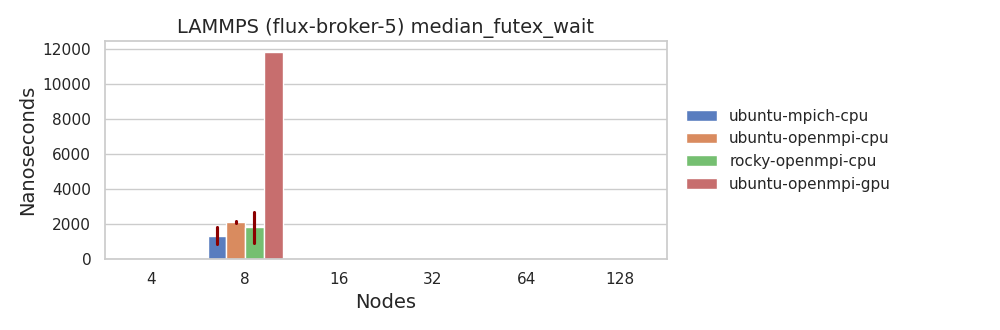 LAMMPS (flux-broker-5) median_futex_wait
Nanoseconds
12000
10000
8000
6000
4000
2000
0
4 8 16 32 64 128
Nodes
ubuntu-mpich-cpu
ubuntu-openmpi-cpu
rocky-openmpi-cpu
ubuntu-openmpi-gpu